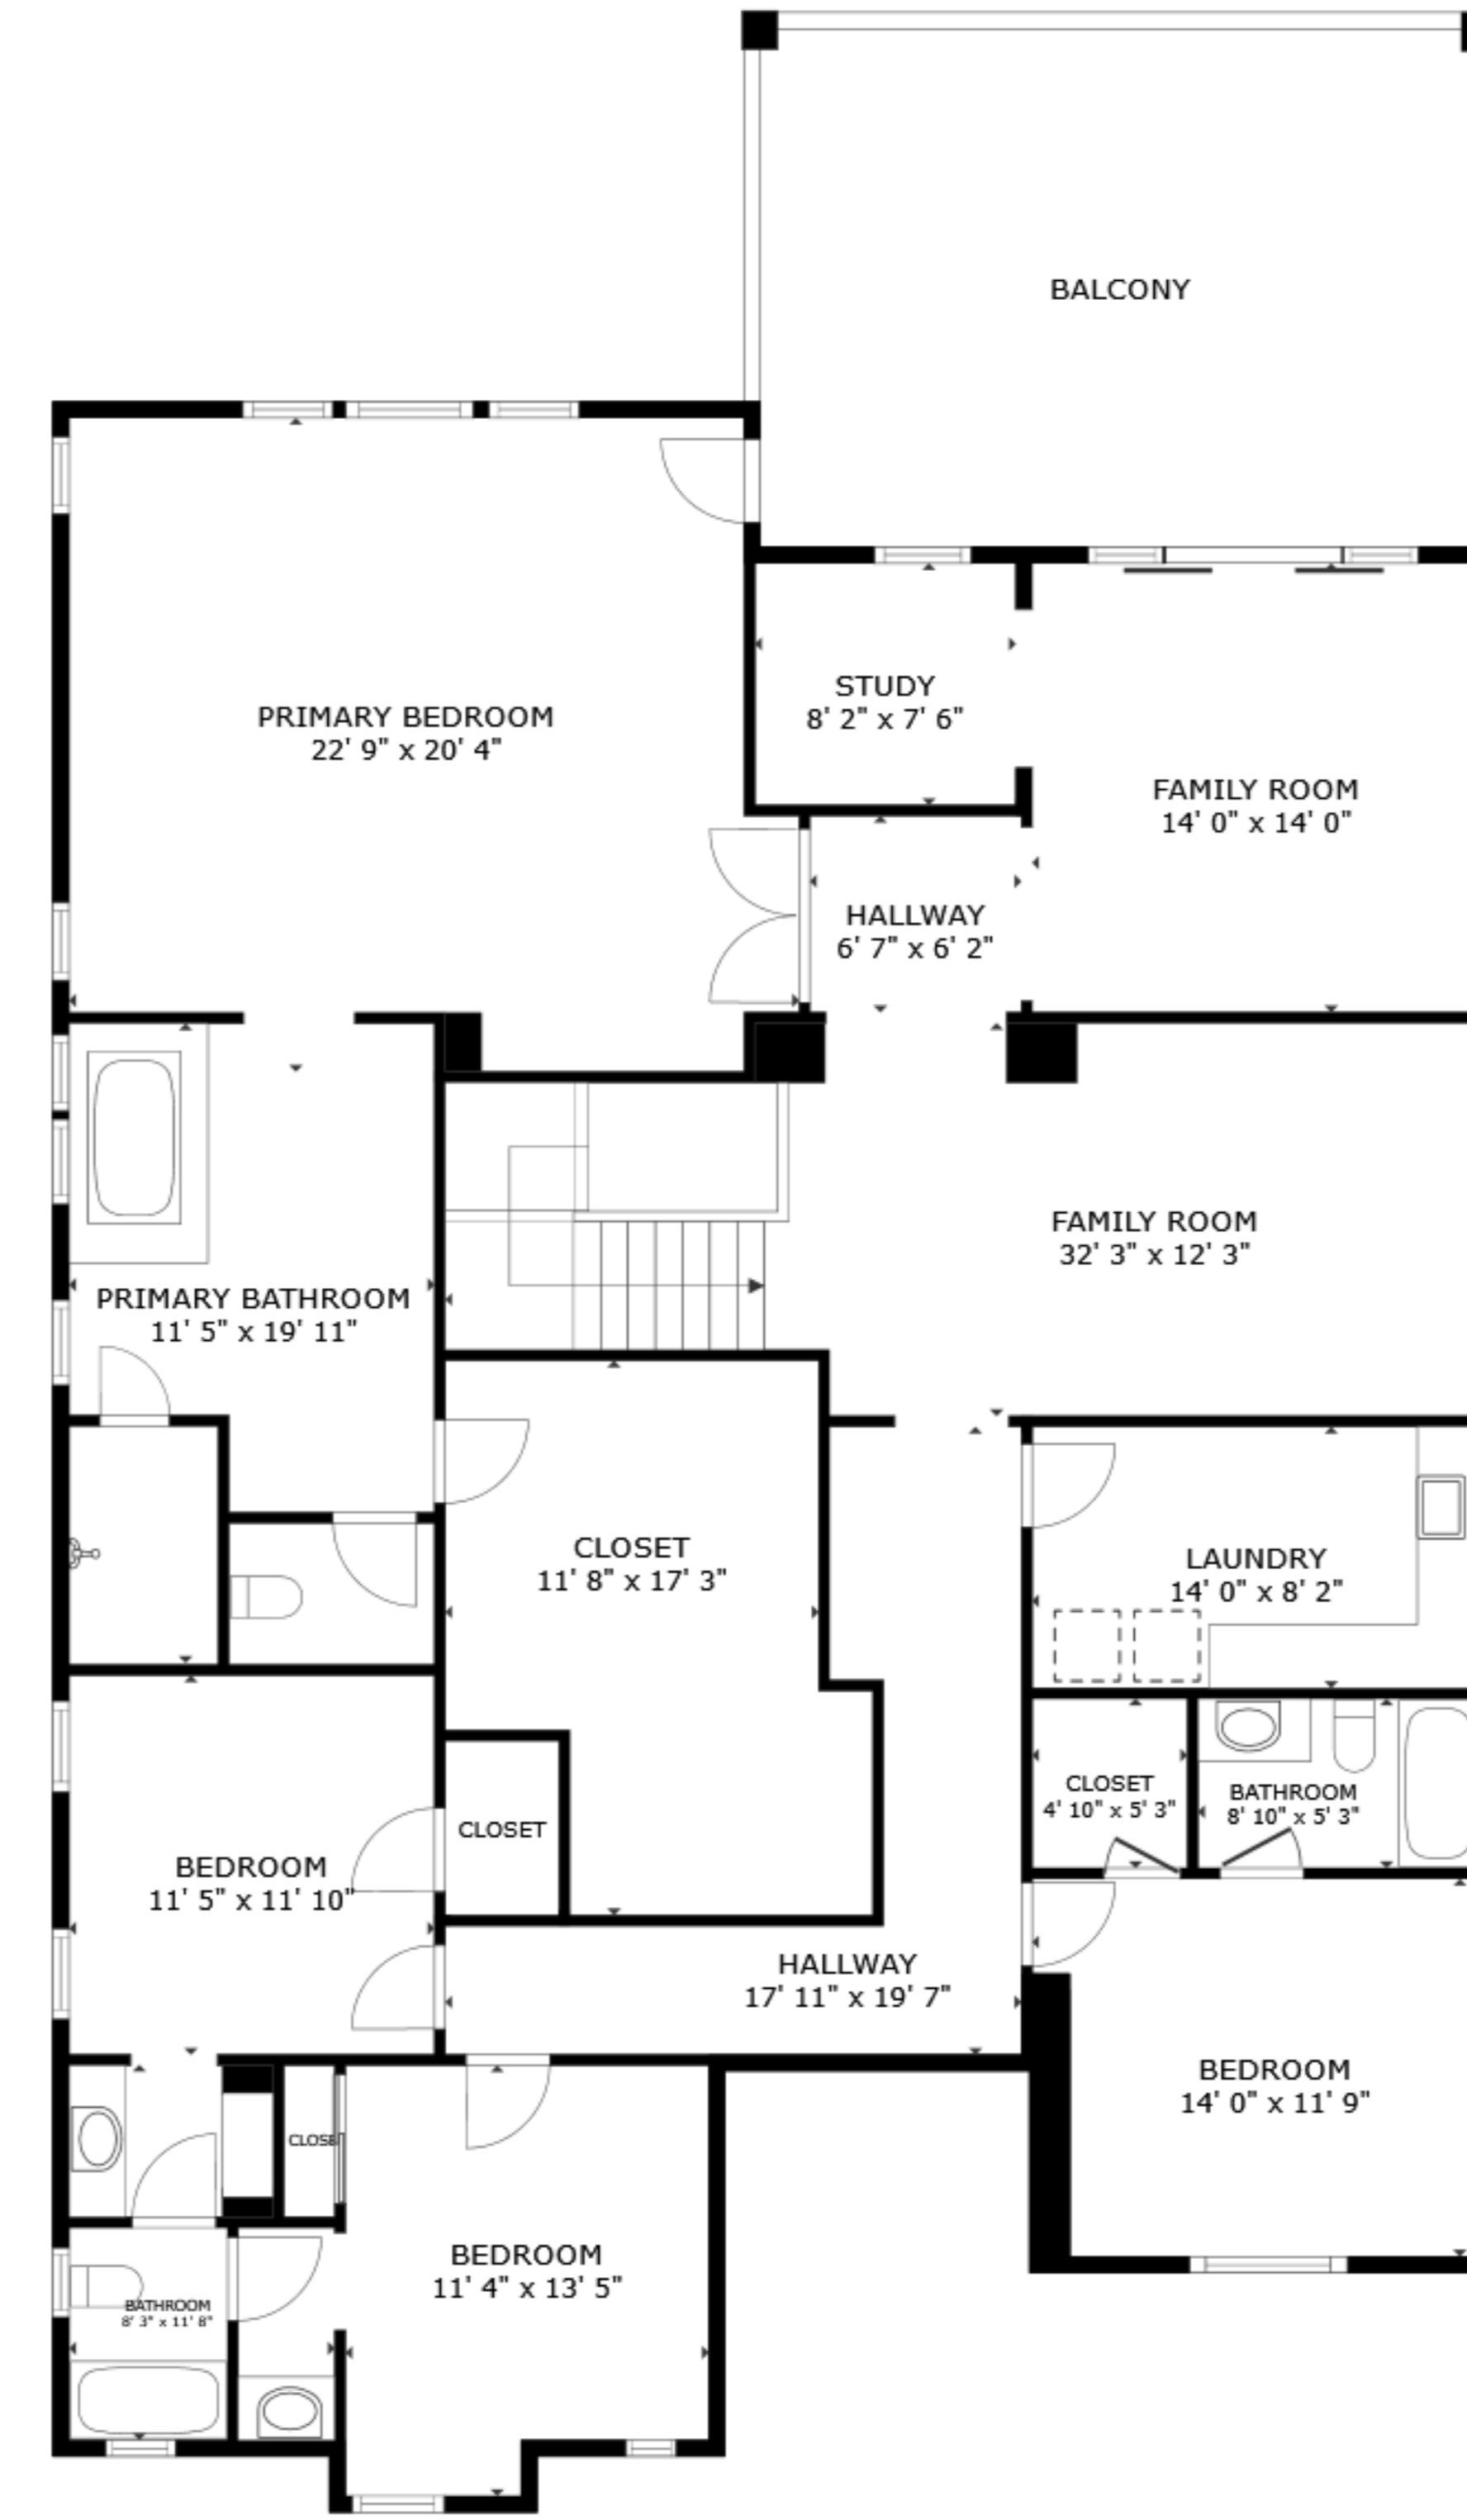 BALCONY
PRIMARY BEDROOM
22' 9" x 20' 4"
STUDY
8' 2" x 7' 6"
FAMILY ROOM
14' 0" x 14' 0"
HALLWAY
6' 7" x 6' 2"
FAMILY ROOM
32' 3" x 12' 3"
PRIMARY BATHROOM
11' 5" x 19' 11"
CLOSET
11' 8" x 17' 3"
LAUNDRY
14' 0" x 8' 2"
CLOSET
4' 10" x 5' 3"
BATHROOM
8' 10" x 5' 3"
CLOSET
BEDROOM
11' 5" x 11' 10"
HALLWAY
17' 11" x 19' 7"
BEDROOM
14' 0" x 11' 9"
CLOSE
BEDROOM
11' 4" x 13' 5"
BATHROOM
8' 3" x 11' 8"